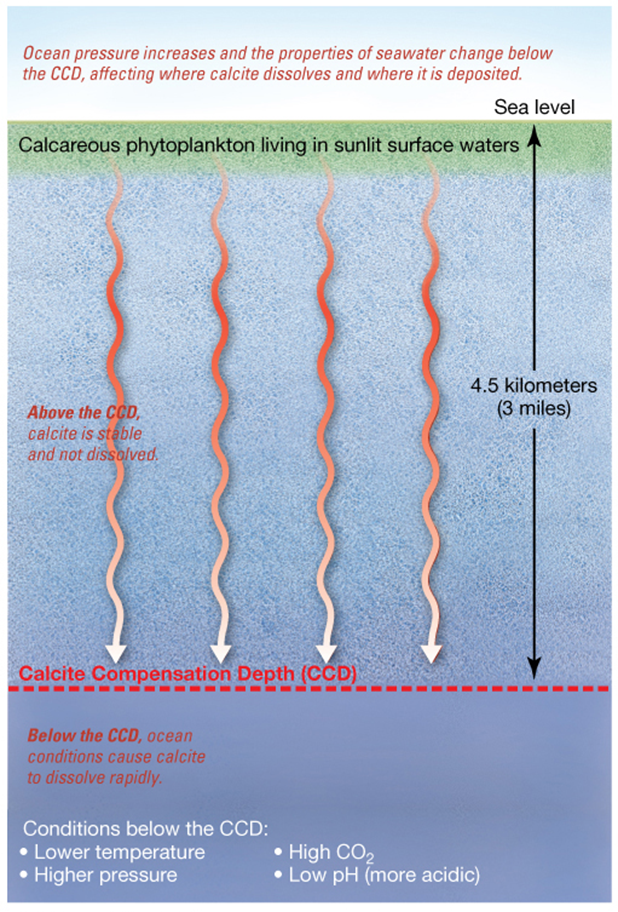 Ocean pressure increases and the properties of seawater change below
the CCD, affecting where calcite dissolves and where it is deposited.
Sea level
Calcareous phytoplankton living in sunlit surface waters
4.5 kilometers
(3 miles)
Above the CCD,
calcite is stable
and not dissolved.
Calcite Compensation Depth (CCD)
Below the CCD, ocean
conditions cause calcite
to dissolve rapidly.
Conditions below the CCD:
• Lower temperature
• Higher pressure
• High CO₂
• Low pH (more acidic)